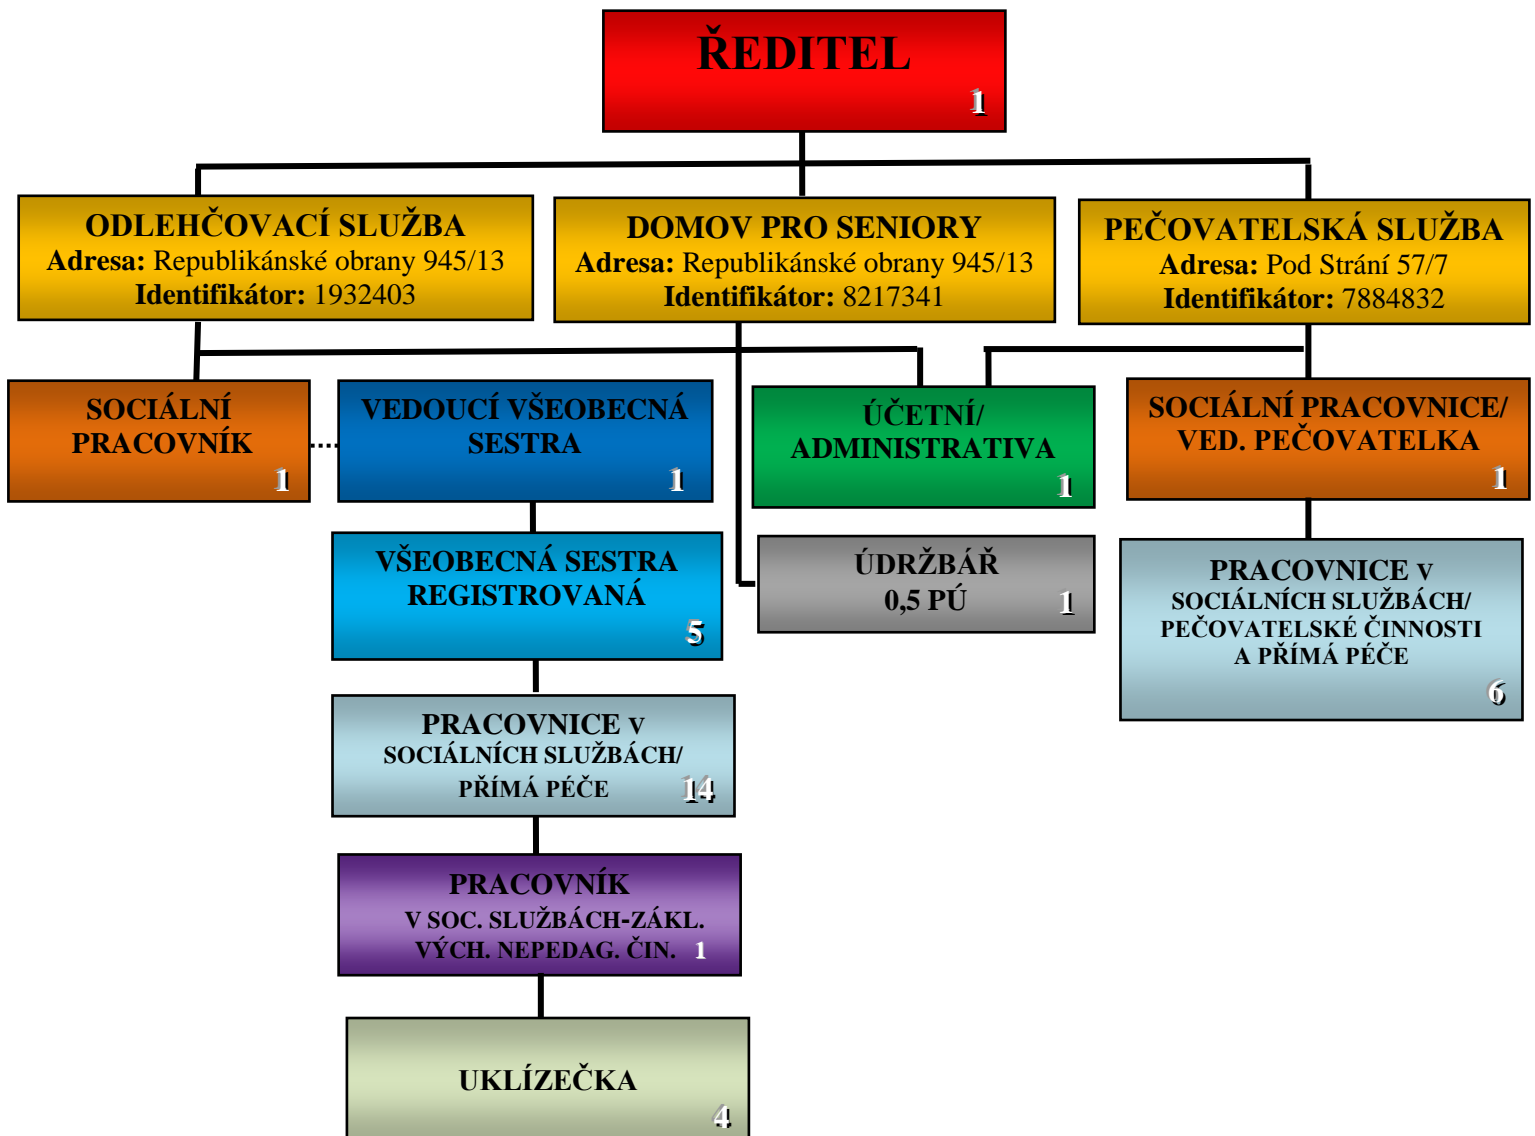 ŘEDITEL
1
ODLEHČOVACÍ SLUŽBA
Adresa: Republikánské obrany 945/13
Identifikátor: 1932403
DOMOV PRO SENIORY
Adresa: Republikánské obrany 945/13
Identifikátor: 8217341
PEČOVATELSKÁ SLUŽBA
Adresa: Pod Strání 57/7
Identifikátor: 7884832
SOCIÁLNÍ
PRACOVNÍK
1
VEDOUCÍ VŠEOBECNÁ
SESTRA
1
ÚČETNÍ/
ADMINISTRATIVA
1
SOCIÁLNÍ PRACOVNICE/
VED. PEČOVATELKA
1
VŠEOBECNÁ SESTRA
REGISTROVANÁ
5
ÚDRŽBÁŘ
0,5 PÚ
1
PRACOVNICE V
SOCIÁLNÍCH SLUŽBÁCH/
PEČOVATELSKÉ ČINNOSTI
A PŘÍMÁ PÉČE
6
PRACOVNICE V
SOCIÁLNÍCH SLUŽBÁCH/
PŘÍMÁ PÉČE 14
PRACOVNÍK
V SOC. SLUŽBÁCH-ZÁKL.
VÝCH. NEPEDAG. ČIN. 1
UKLÍZEČKA
4